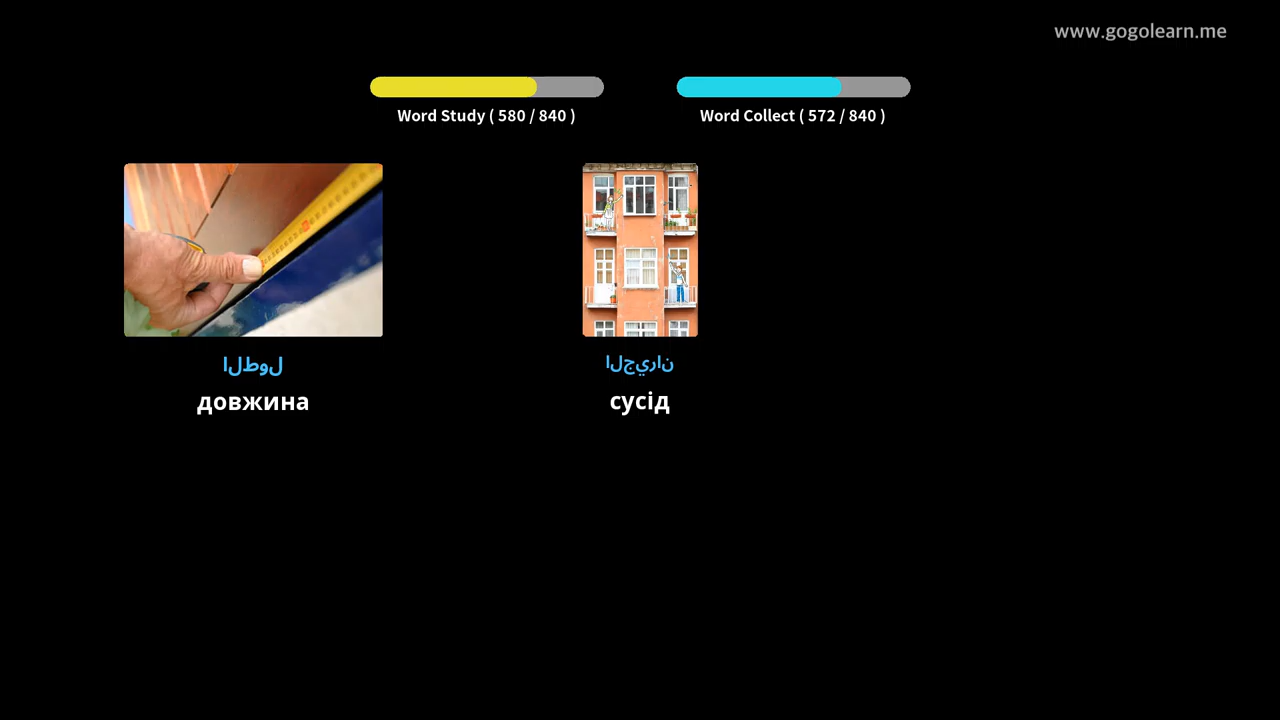 www.gogolearn.me
Word Study ( 580 / 840 )
Word Collect ( 572 / 840 )
الطول
довжина
الجيران
сусід